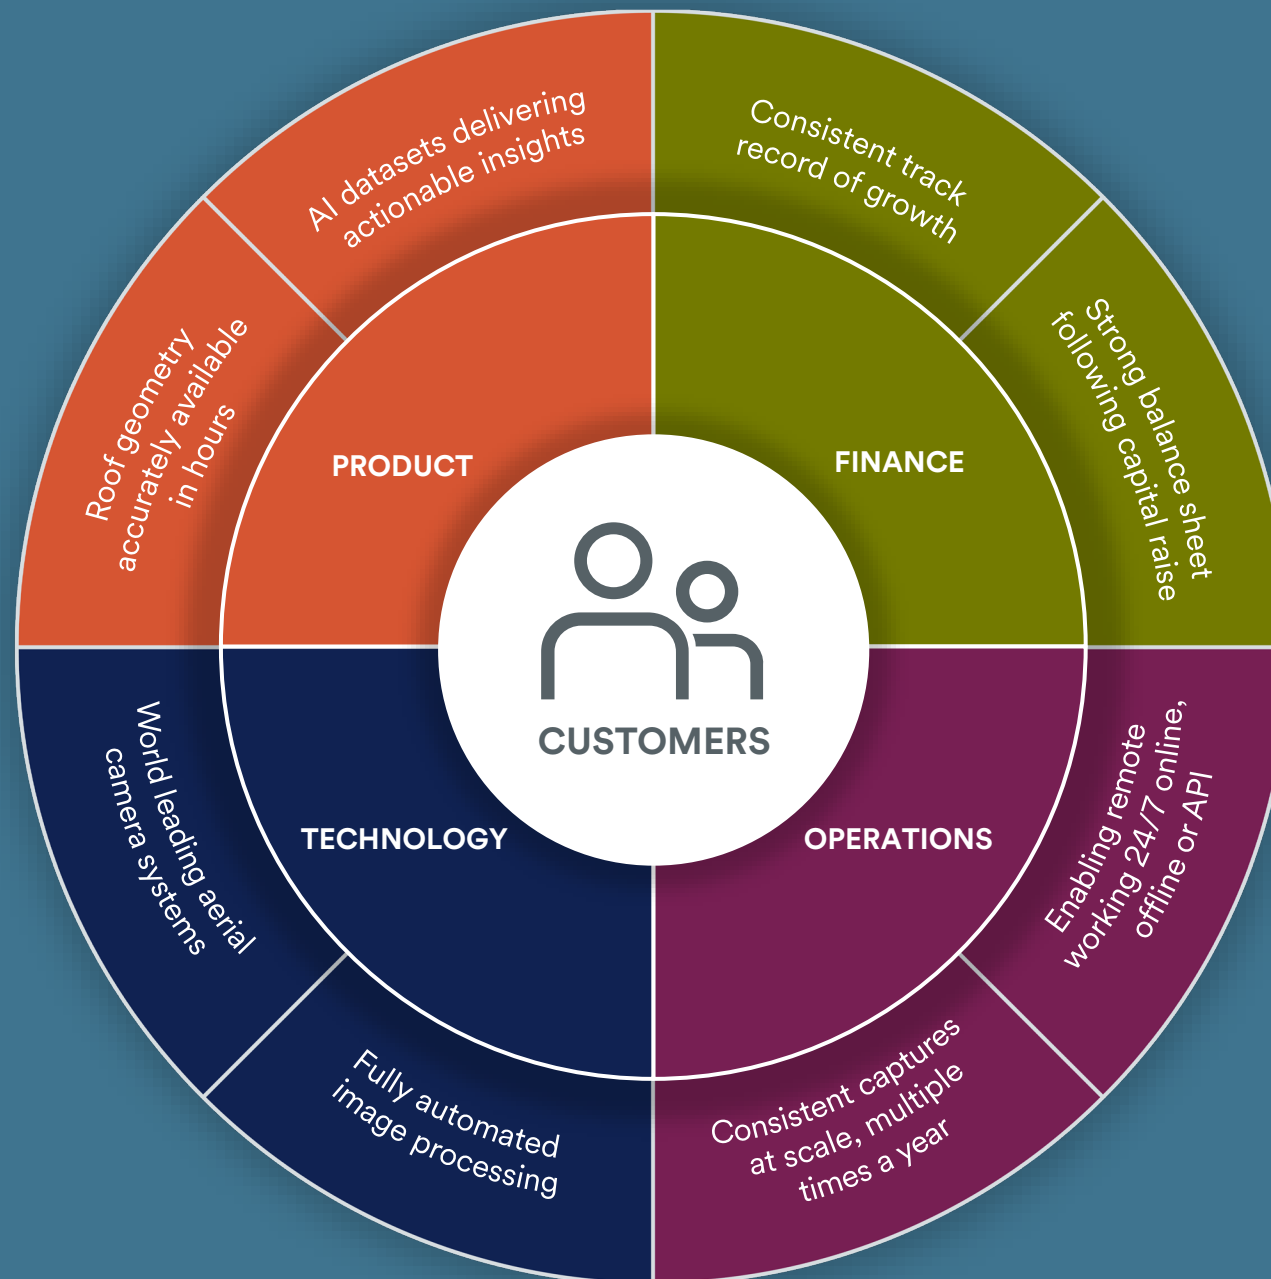 AI datasets delivering
actionable insights
Consistent track
record of growth
Roof geometry
accurately available
in hours
Strong balance sheet
following capital raise
PRODUCT
FINANCE
CUSTOMERS
TECHNOLOGY
OPERATIONS
World leading aerial
camera systems
Enabling remote
working 24/7 online,
offline or API
Fully automated
image processing
Consistent captures
at scale, multiple
times a year